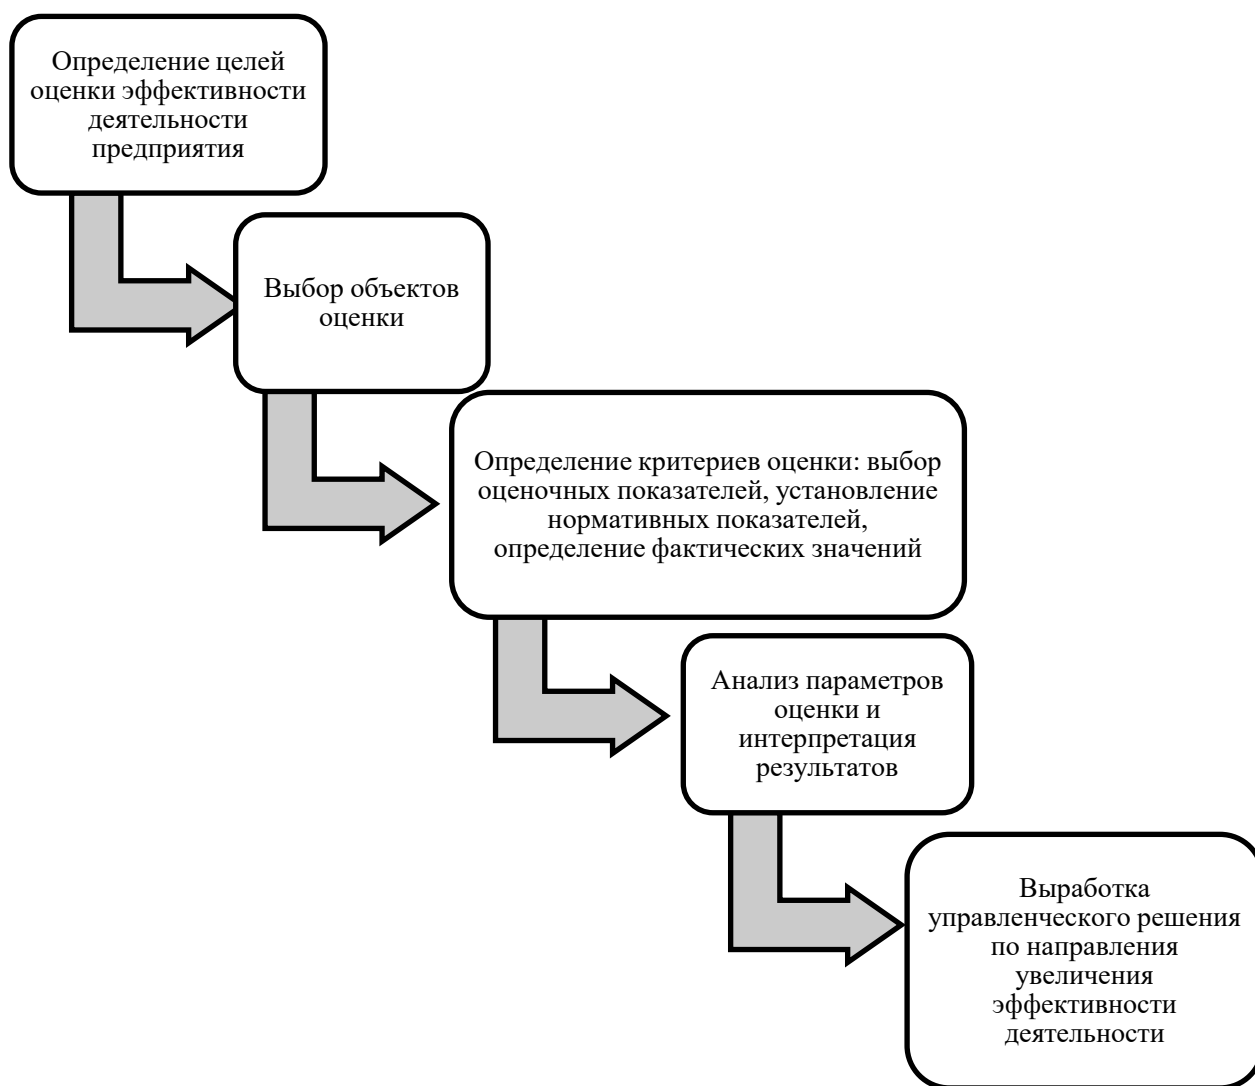 Определение целей
оценки эффективности
деятельности
предприятия
Выбор объектов
оценки
Определение критериев оценки: выбор
оценочных показателей, установление
нормативных показателей,
определение фактических значений
Анализ параметров
оценки и
интерпретация
результатов
Выработка
управленческого решения
по направления
увеличения
эффективности
деятельности